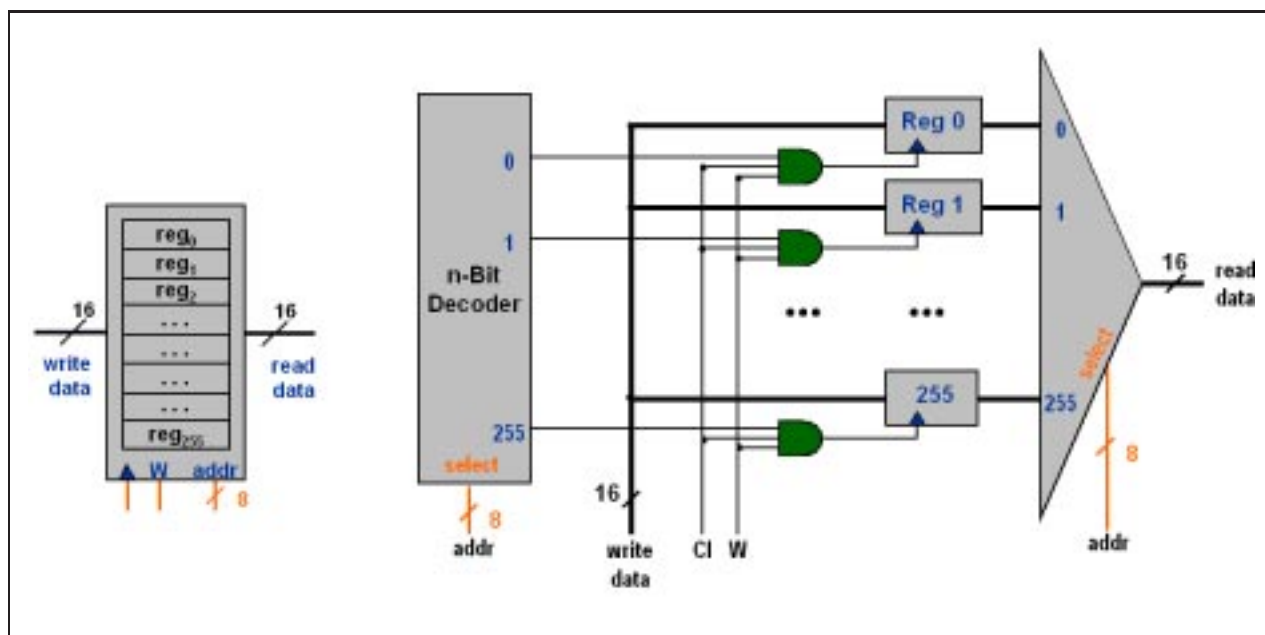 reg0
reg1
reg2
...
...
...
...
reg255
16
write
data
16
read
data
W addr
8
n-Bit
Decoder
0
1
255
select
8
addr
16
write
data
Cl W
Reg 0
Reg 1
... ...
255
0
1
255
select
8
addr
16
read
data